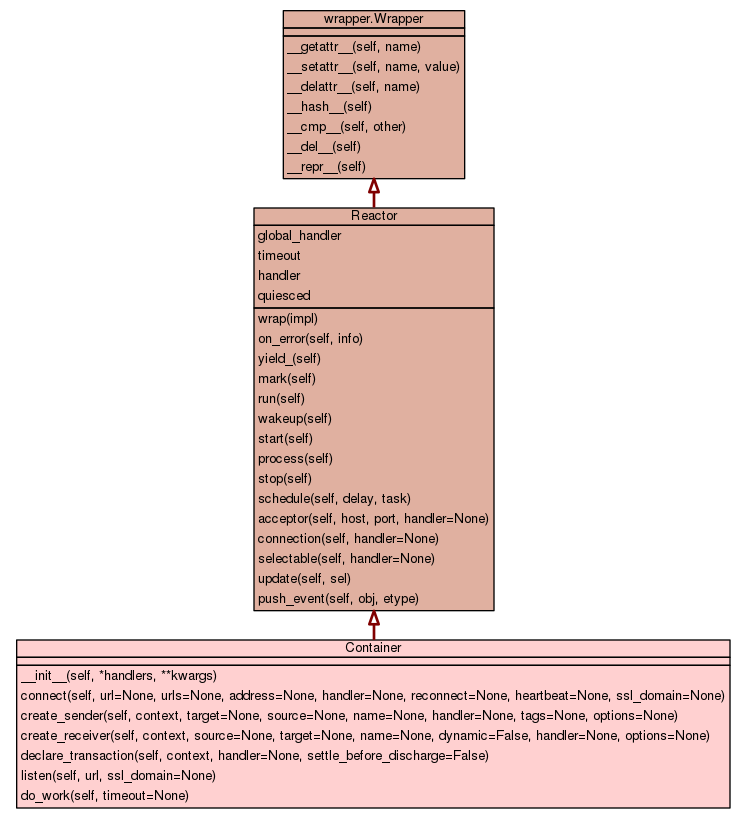 wrapper.Wrapper
__getattr__(self, name)
__setattr__(self, name, value)
__delattr__(self, name)
__hash__(self)
__cmp__(self, other)
__del__(self)
__repr__(self)
Reactor
global_handler
timeout
handler
quiesced
wrap(impl)
on_error(self, info)
yield_(self)
mark(self)
run(self)
wakeup(self)
start(self)
process(self)
stop(self)
schedule(self, delay, task)
acceptor(self, host, port, handler=None)
connection(self, handler=None)
selectable(self, handler=None)
update(self, sel)
push_event(self, obj, etype)
Container
__init__(self, *handlers, **kwargs)
connect(self, url=None, urls=None, address=None, handler=None, reconnect=None, heartbeat=None, ssl_domain=None)
create_sender(self, context, target=None, source=None, name=None, handler=None, tags=None, options=None)
create_receiver(self, context, source=None, target=None, name=None, dynamic=False, handler=None, options=None)
declare_transaction(self, context, handler=None, settle_before_discharge=False)
listen(self, url, ssl_domain=None)
do_work(self, timeout=None)